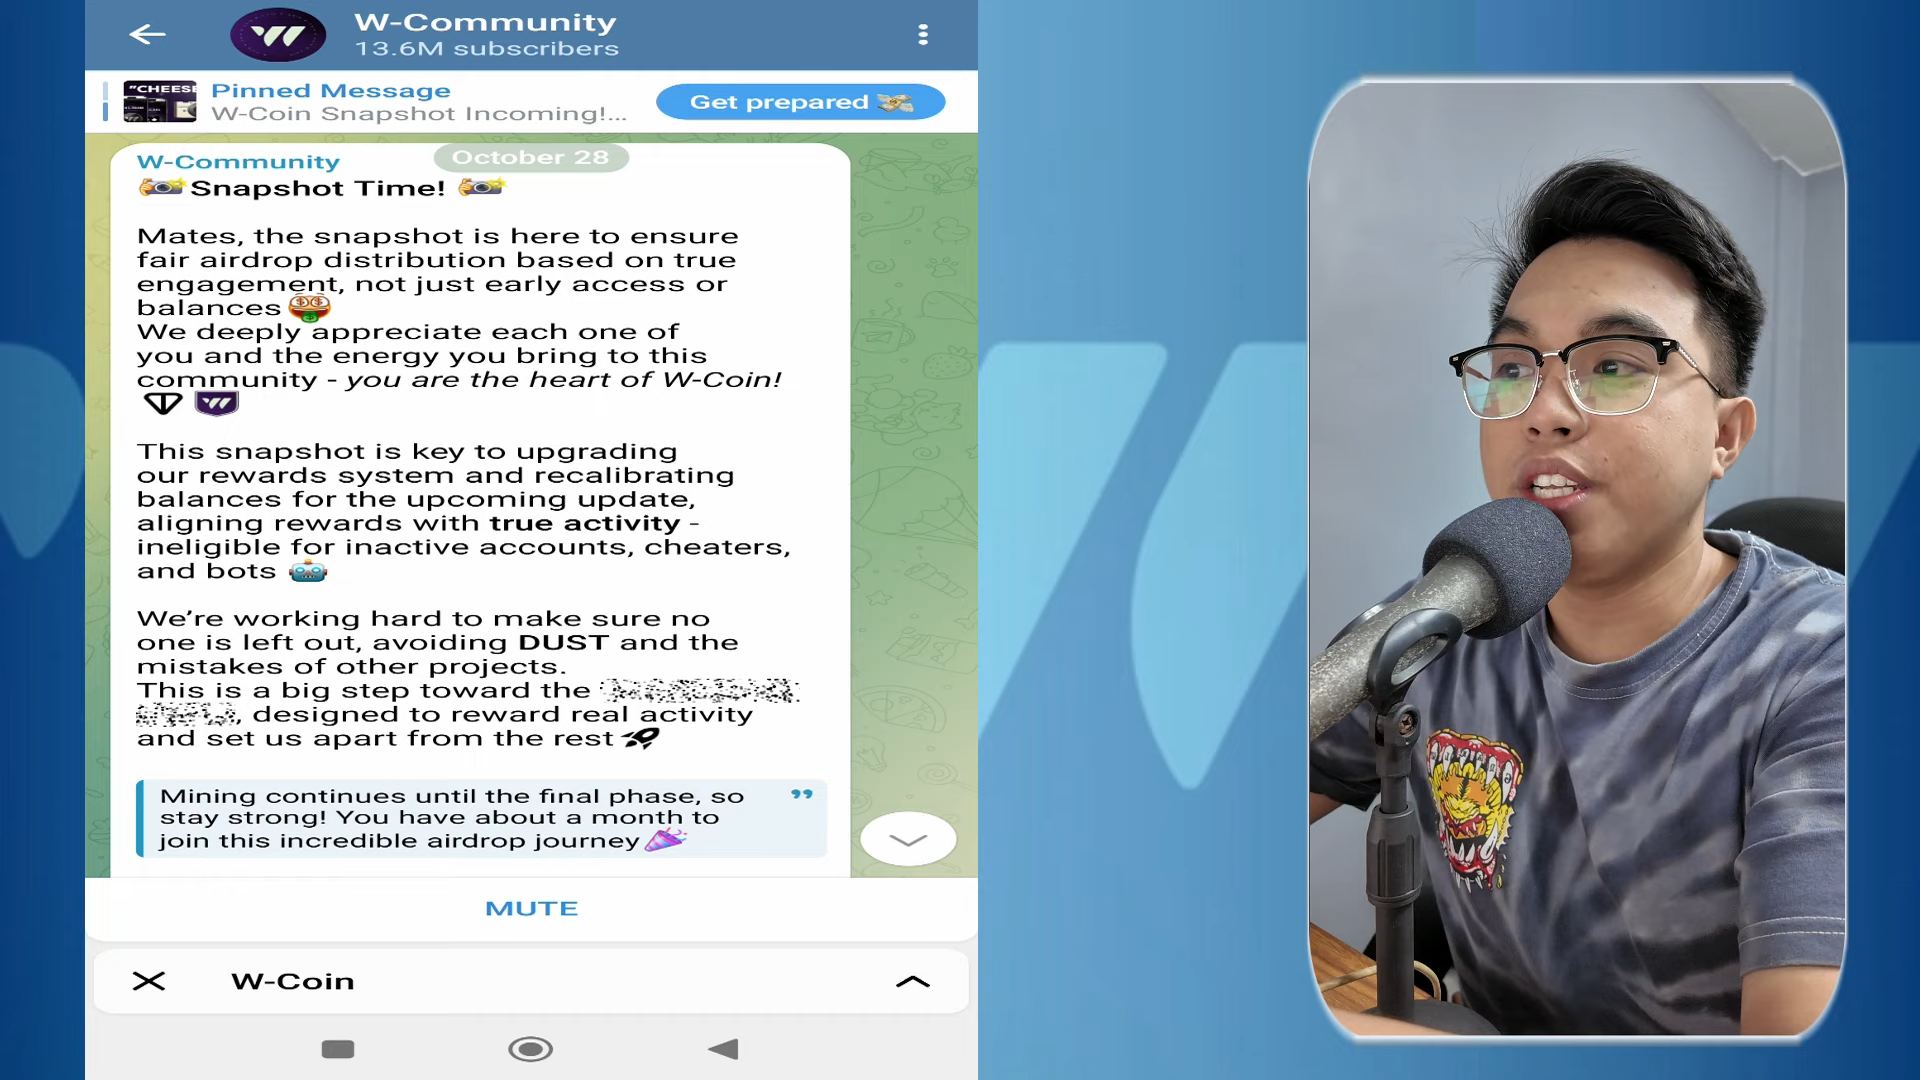 W-Community
13.6M subscribers
"CHEESE
Pinned Message
W-Coin Snapshot Incoming!...
Get prepared 💸
October 28
W-Community
Snapshot Time!
Mates, the snapshot is here to ensure
fair airdrop distribution based on true
engagement, not just early access or
balances 🤑
We deeply appreciate each one of
you and the energy you bring to this
community - you are the heart of W-Coin!
This snapshot is key to upgrading
our rewards system and recalibrating
balances for the upcoming update,
aligning rewards with true activity -
ineligible for inactive accounts, cheaters,
and bots 🤖
We're working hard to make sure no
one is left out, avoiding DUST and the
mistakes of other projects.
This is a big step toward the
, designed to reward real activity
and set us apart from the rest 🚀
Mining continues until the final phase, so
stay strong! You have about a month to
join this incredible airdrop journey 🎉
MUTE
W-Coin